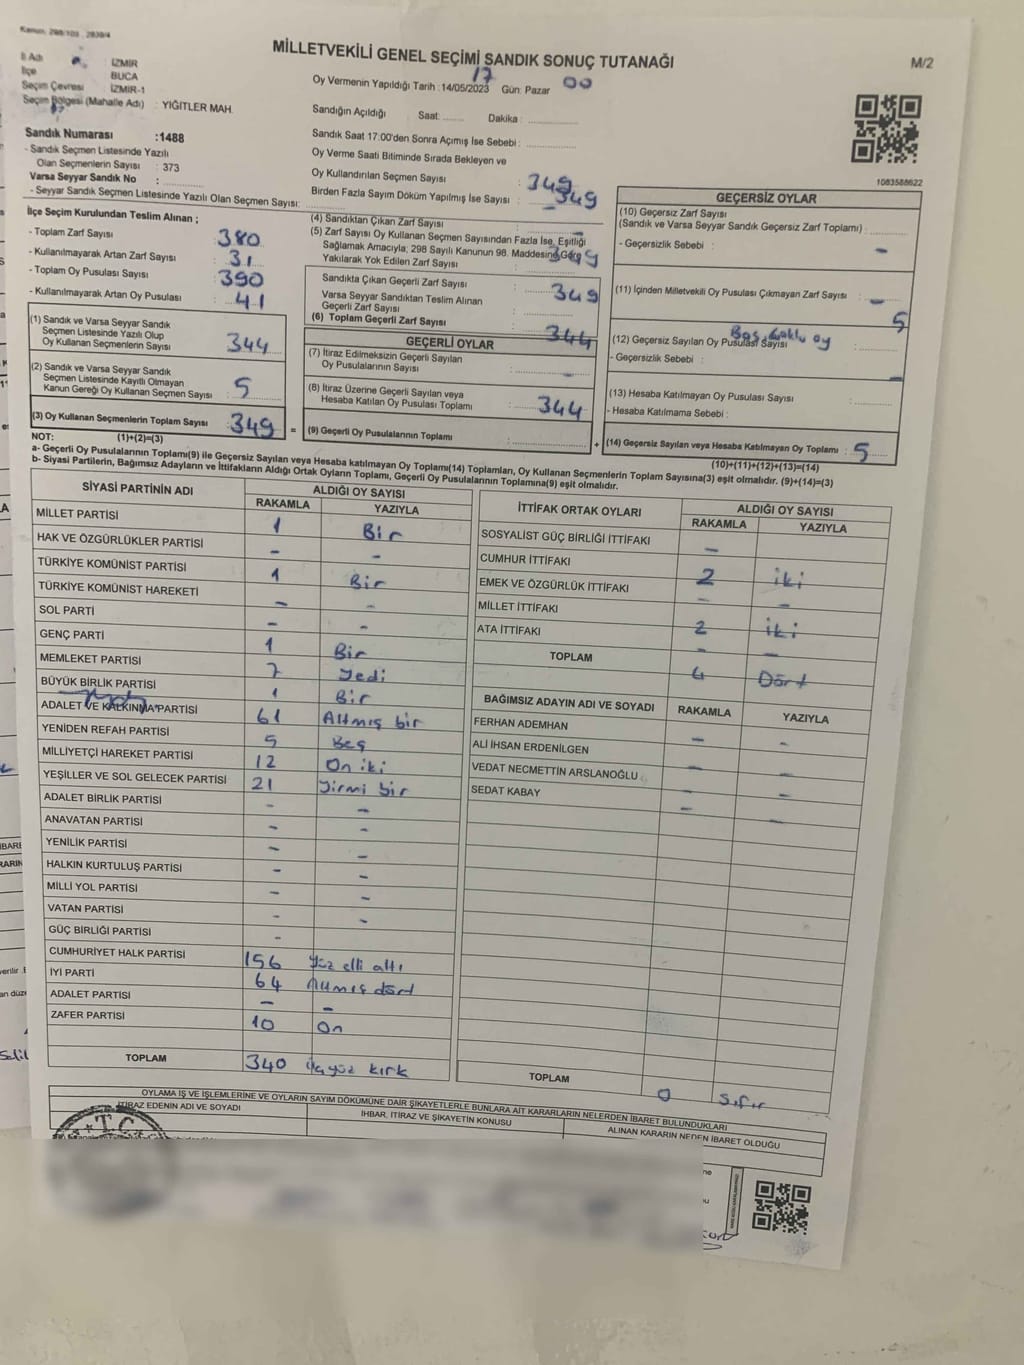 Kanun: 298/105 , 2839/4
MİLLETVEKİLİ GENEL SEÇİMİ SANDIK SONUÇ TUTANAĞI
M/2
İl Adı : İZMİR
İlçe : BUCA
Seçim Çevresi : İZMİR-1
Seçim Bölgesi (Mahalle Adı) : YİĞİTLER MAH.
Sandık Numarası :1488
- Sandık Seçmen Listesinde Yazılı
Olan Seçmenlerin Sayısı : 373
Varsa Seyyar Sandık No :
- Seyyar Sandık Seçmen Listesinde Yazılı Olan Seçmen Sayısı:
Oy Vermenin Yapıldığı Tarih :14/05/2023 Gün: Pazar
17 00
Sandığın Açıldığı Saat: Dakika :
Sandık Saat 17:00'den Sonra Açımış İse Sebebi :
Oy Verme Saati Bitiminde Sırada Bekleyen ve
Oy Kullandırılan Seçmen Sayısı :
Birden Fazla Sayım Döküm Yapılmış İse Sayısı :
349
349
1083588622
İlçe Seçim Kurulundan Teslim Alınan ;
- Toplam Zarf Sayısı : 380
- Kullanılmayarak Artan Zarf Sayısı : 31
- Toplam Oy Pusulası Sayısı : 390
- Kullanılmayarak Artan Oy Pusulası : 41
(1) Sandık ve Varsa Seyyar Sandık
Seçmen Listesinde Yazılı Olup
Oy Kullanan Seçmenlerin Sayısı : 344
(2) Sandık ve Varsa Seyyar Sandık
Seçmen Listesinde Kayıtlı Olmayan
Kanun Gereği Oy Kullanan Seçmen Sayısı : 5
(3) Oy Kullanan Seçmenlerin Toplam Sayısı : 349
(4) Sandıktan Çıkan Zarf Sayısı : -
(5) Zarf Sayısı Oy Kullanan Seçmen Sayısından Fazla İse, Eşitliği
Sağlamak Amacıyla; 298 Sayılı Kanunun 98. Maddesine Göre
Yakılarak Yok Edilen Zarf Sayısı : 349
Sandıkta Çıkan Geçerli Zarf Sayısı : 349
Varsa Seyyar Sandıktan Teslim Alınan
Geçerli Zarf Sayısı :
(6) Toplam Geçerli Zarf Sayısı : 344
GEÇERLİ OYLAR
(7) İtiraz Edilmeksizin Geçerli Sayılan
Oy Pusulalarının Sayısı : -
(8) İtiraz Üzerine Geçerli Sayılan veya
Hesaba Katılan Oy Pusulası Toplamı : 344
= (9) Geçerli Oy Pusulalarının Toplamı :
GEÇERSİZ OYLAR
(10) Geçersiz Zarf Sayısı
(Sandık ve Varsa Seyyar Sandık Geçersiz Zarf Toplamı) :
- Geçersizlik Sebebi : -
(11) İçinden Milletvekili Oy Pusulası Çıkmayan Zarf Sayısı : -
5
(12) Geçersiz Sayılan Oy Pusulası Sayısı :
- Geçersizlik Sebebi : -
(13) Hesaba Katılmayan Oy Pusulası Sayısı :
- Hesaba Katılmama Sebebi :
+ (14) Geçersiz Sayılan veya Hesaba Katılmayan Oy Toplamı : 5
NOT: (1)+(2)=(3)
(10)+(11)+(12)+(13)=(14)
a- Geçerli Oy Pusulalarının Toplamı(9) ile Geçersiz Sayılan veya Hesaba katılmayan Oy Toplamı(14) Toplamları, Oy Kullanan Seçmenlerin Toplam Sayısına(3) eşit olmalıdır. (9)+(14)=(3)
b- Siyasi Partilerin, Bağımsız Adayların ve İttifakların Aldığı Ortak Oyların Toplamı, Geçerli Oy Pusulalarının Toplamına(9) eşit olmalıdır.
SİYASİ PARTİNİN ADI ALDIĞI OY SAYISI
RAKAMLA YAZIYLA
MİLLET PARTİSİ 1 Bir
HAK VE ÖZGÜRLÜKLER PARTİSİ - -
TÜRKİYE KOMÜNİST PARTİSİ 1 Bir
TÜRKİYE KOMÜNİST HAREKETİ - -
SOL PARTİ - -
GENÇ PARTİ 1 Bir
MEMLEKET PARTİSİ 7 Yedi
BÜYÜK BİRLİK PARTİSİ 1 Bir
ADALET VE KALKINMA PARTİSİ 61 Altmış bir
YENİDEN REFAH PARTİSİ 5 Beş
MİLLİYETÇİ HAREKET PARTİSİ 12 On iki
YEŞİLLER VE SOL GELECEK PARTİSİ 21 Yirmi bir
ADALET BİRLİK PARTİSİ - -
ANAVATAN PARTİSİ - -
YENİLİK PARTİSİ - -
HALKIN KURTULUŞ PARTİSİ - -
MİLLİ YOL PARTİSİ - -
VATAN PARTİSİ - -
GÜÇ BİRLİĞİ PARTİSİ -
CUMHURİYET HALK PARTİSİ 156 Yüz elli altı
İYİ PARTİ 64 Altmış dört
ADALET PARTİSİ - -
ZAFER PARTİSİ 10 On
TOPLAM 340 üçyüz kırk
İTTİFAK ORTAK OYLARI ALDIĞI OY SAYISI
RAKAMLA YAZIYLA
SOSYALİST GÜÇ BİRLİĞİ İTTİFAKI -
CUMHUR İTTİFAKI 2 iki
EMEK VE ÖZGÜRLÜK İTTİFAKI - -
MİLLET İTTİFAKI 2 iki
ATA İTTİFAKI - -
TOPLAM 4 Dört
BAĞIMSIZ ADAYIN ADI VE SOYADI RAKAMLA YAZIYLA
FERHAN ADEMHAN - -
ALİ İHSAN ERDENİLGEN - -
VEDAT NECMETTİN ARSLANOĞLU - -
SEDAT KABAY - -
TOPLAM 0 Sıfır
OYLAMA İŞ VE İŞLEMLERİNE VE OYLARIN SAYIM DÖKÜMÜNE DAİR ŞİKAYETLERLE BUNLARA AİT KARARLARIN NELERDEN İBARET BULUNDUKLARI
İTİRAZ EDENİN ADI VE SOYADI İHBAR, İTİRAZ VE ŞİKAYETİN KONUSU ALINAN KARARIN NEDEN İBARET OLDUĞU
T.C.